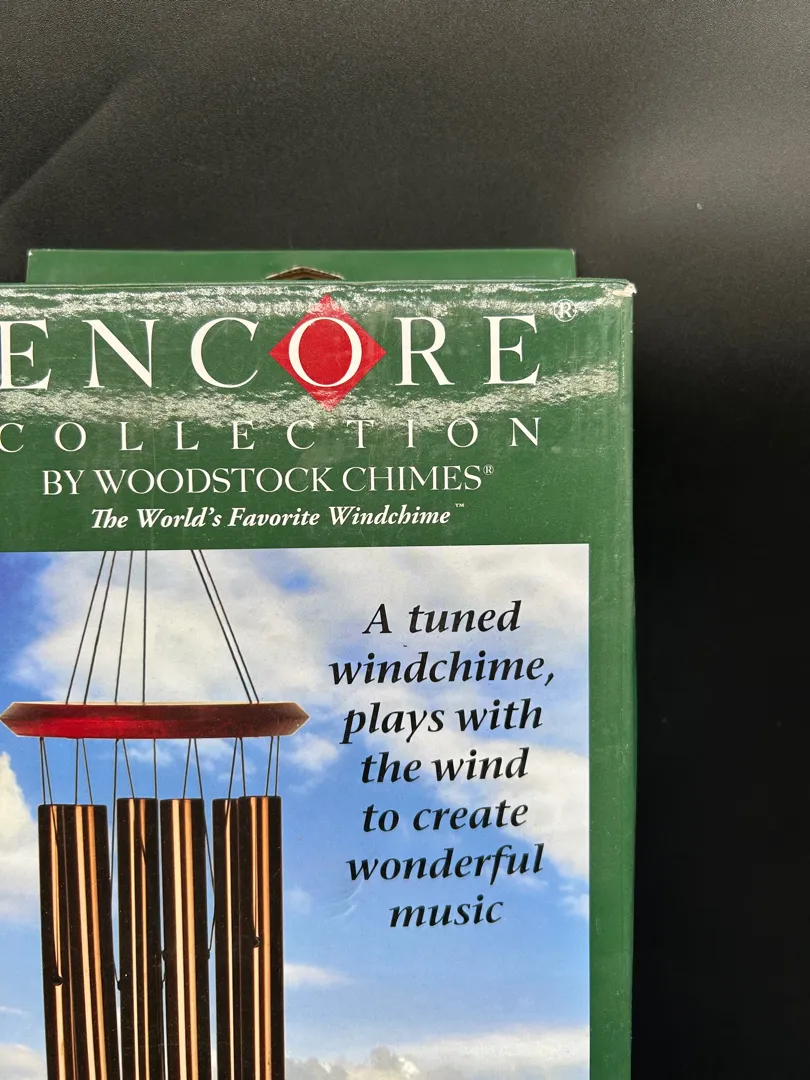 ENCORE®
COLLECTION
BY WOODSTOCK CHIMES®
The World's Favorite Windchime™
A tuned
windchime,
plays with
the wind
to create
wonderful
music